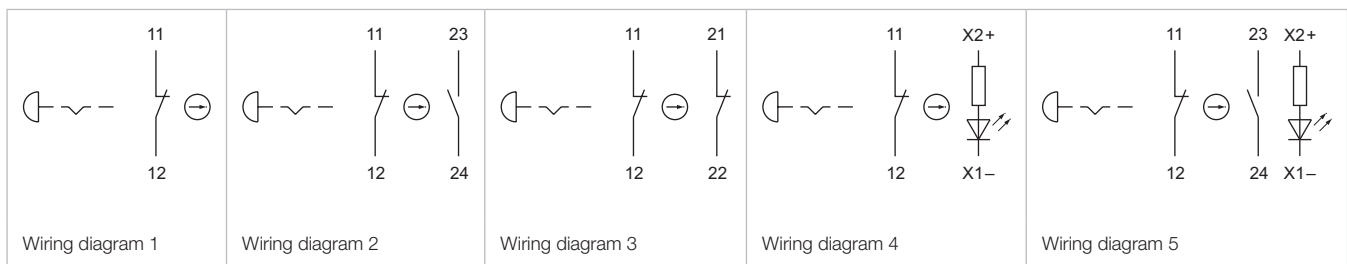 11
12
Wiring diagram 1
11 23
12 24
Wiring diagram 2
11 21
12 22
Wiring diagram 3
11 X2+
12 X1–
Wiring diagram 4
11 23 X2+
12 24 X1–
Wiring diagram 5